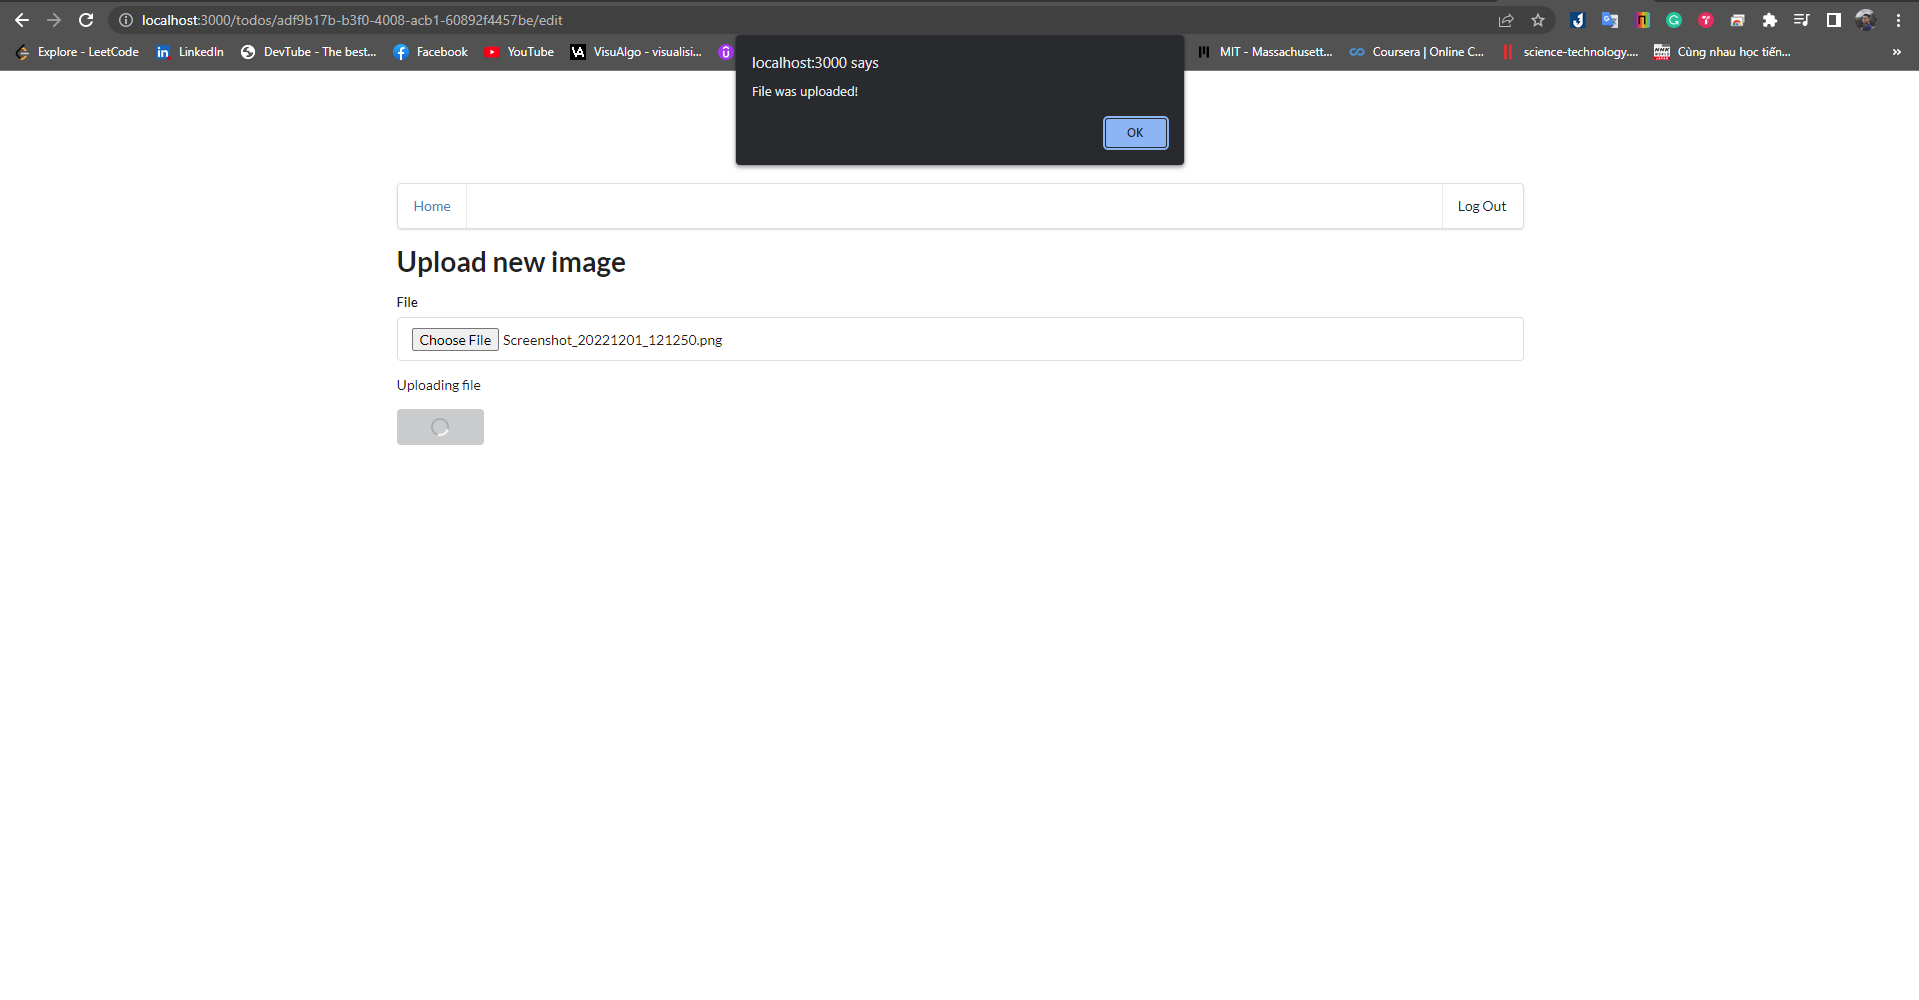 localhost:3000/todos/adf9b17b-b3f0-4008-acb1-60892f4457be/edit
Explore - LeetCode LinkedIn DevTube - The best... Facebook YouTube VisuAlgo - visualisi... MIT - Massachusett... Coursera | Online C... science-technology.... Cùng nhau học tiến... »
localhost:3000 says
File was uploaded!
OK
Home Log Out
Upload new image
File
Choose File Screenshot_20221201_121250.png
Uploading file